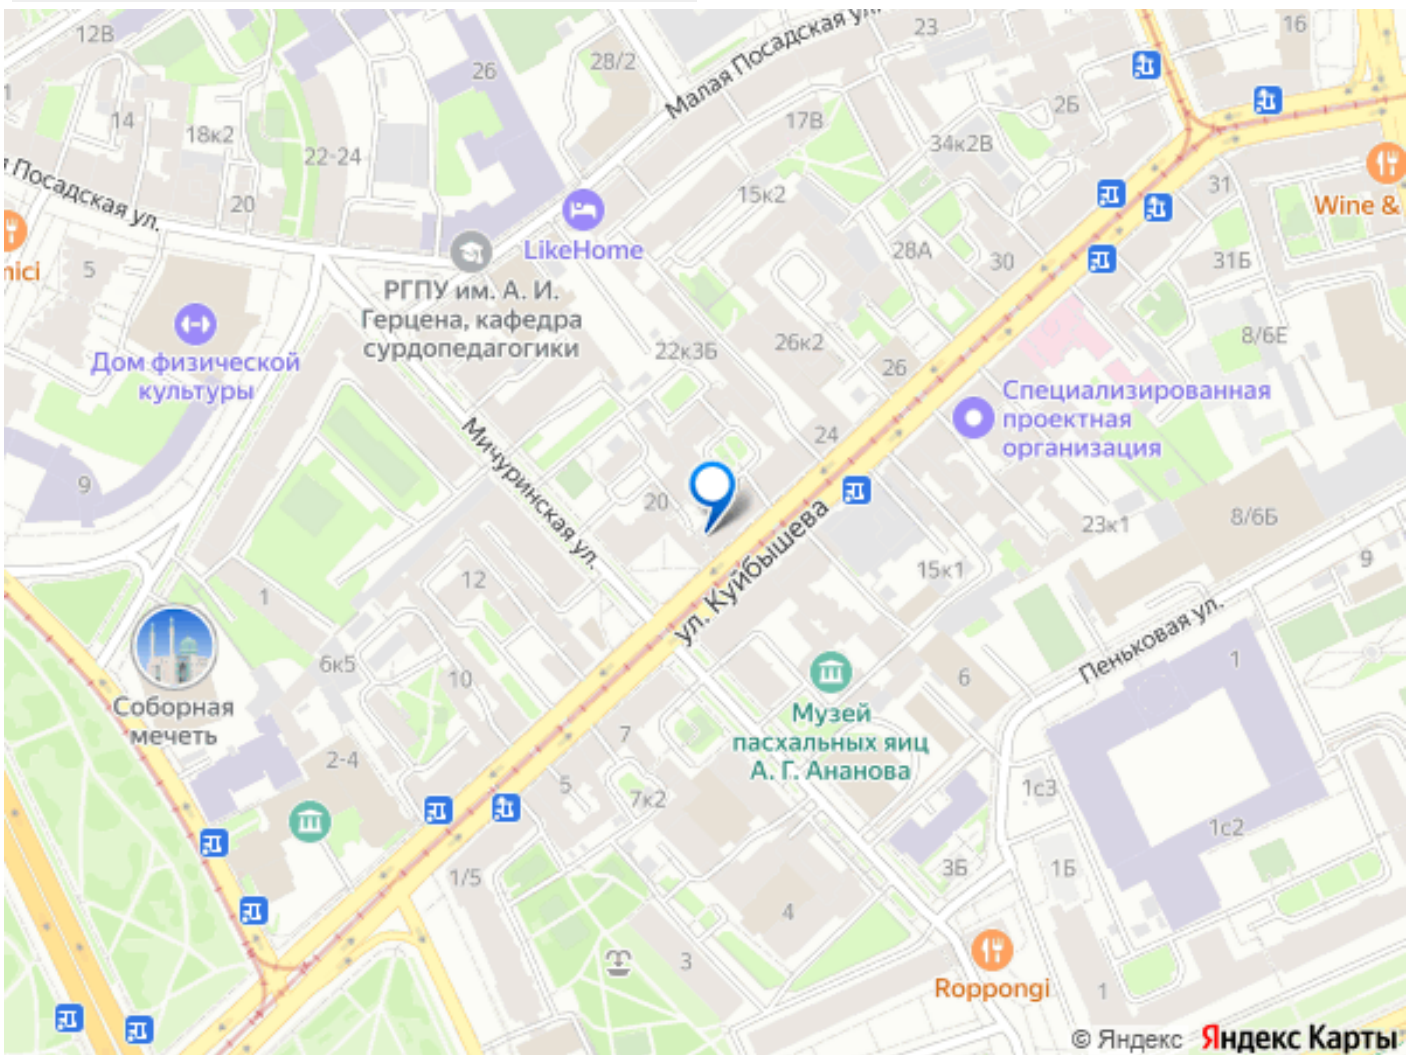 12В
26
28/2
Малая Посадская ул.
23
16
14
18к2
22-24
17В
2Б
34к2В
Посадская ул.
20
15к2
31
Wine &
5
LikeHome
28А
30
31Б
nici
РГПУ им. А. И.
Герцена, кафедра
сурдопедагогики
Дом физической
культуры
22к3Б
26к2
26
8/6Е
Специализированная
проектная
организация
Мичуринская ул.
24
9
20
ул. Куйбышева
23к1
8/6Б
9
12
15к1
1
Пеньковая ул.
6к5
10
6
1
Соборная
мечеть
Музей
пасхальных яиц
А. Г. Ананова
7
2-4
5
7к2
1с3
1с2
1/5
3Б
1Б
4
3
Roppongi
1
© Яндекс Яндекс Карты